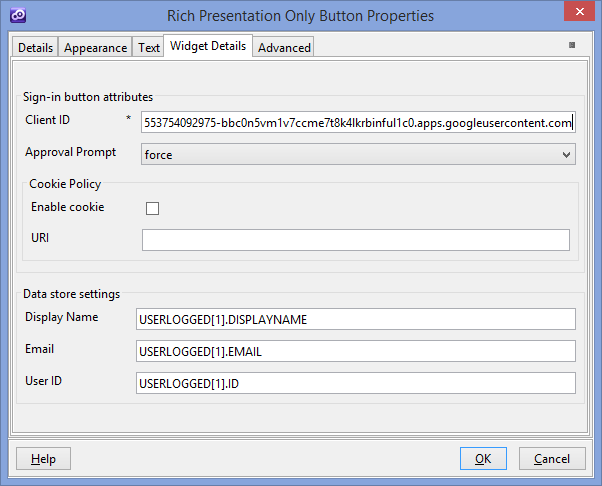 Rich Presentation Only Button Properties
Details Appearance Text Widget Details Advanced
Sign-in button attributes
Client ID * 553754092975-bbc0n5vm1v7ccme7t8k4lkrbinful1c0.apps.googleusercontent.com
Approval Prompt force
Cookie Policy
Enable cookie
URI
Data store settings
Display Name USERLOGGED[1].DISPLAYNAME
Email USERLOGGED[1].EMAIL
User ID USERLOGGED[1].ID
Help OK Cancel